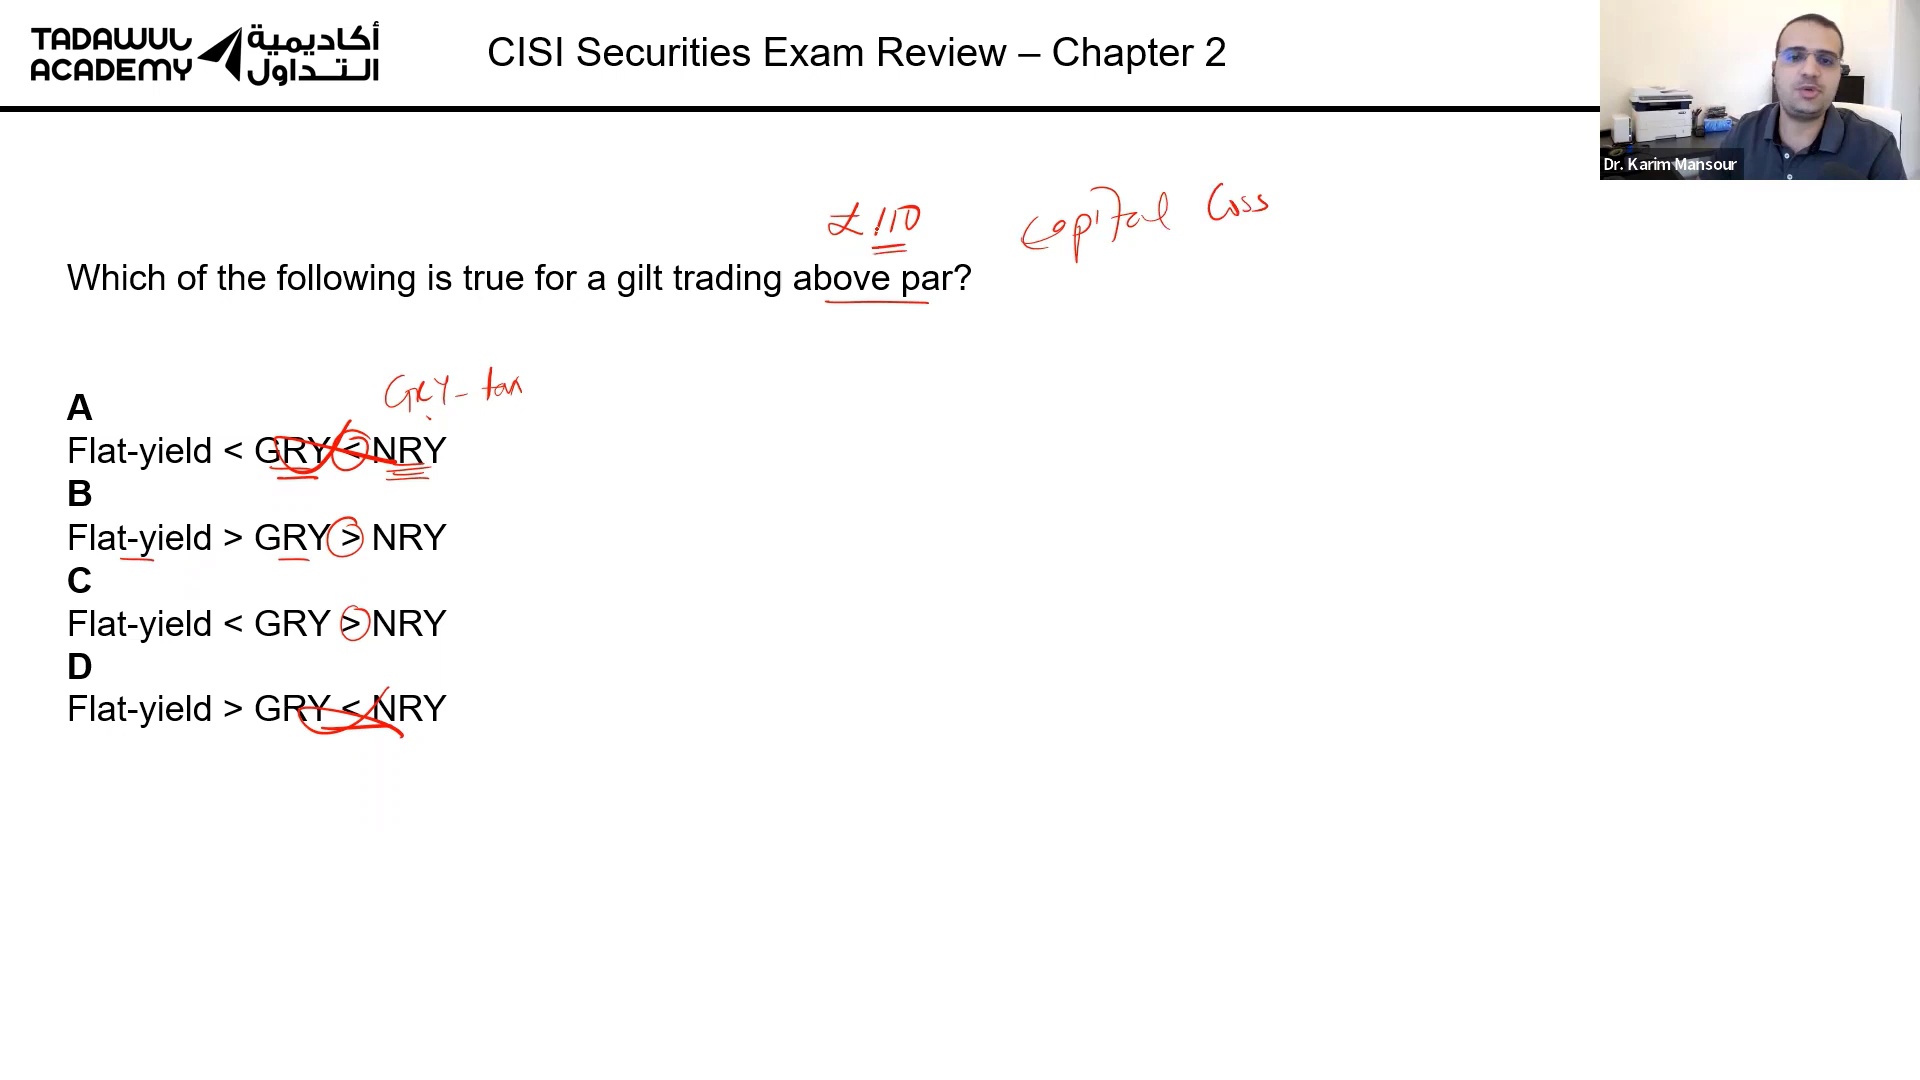 TADAWUL أكاديمية
ACADEMY التداول
CISI Securities Exam Review – Chapter 2
Dr. Karim Mansour
£110 capital loss
Which of the following is true for a gilt trading above par?
GRY - tax
A
Flat-yield < GRY < NRY
B
Flat-yield > GRY > NRY
C
Flat-yield < GRY > NRY
D
Flat-yield > GRY < NRY